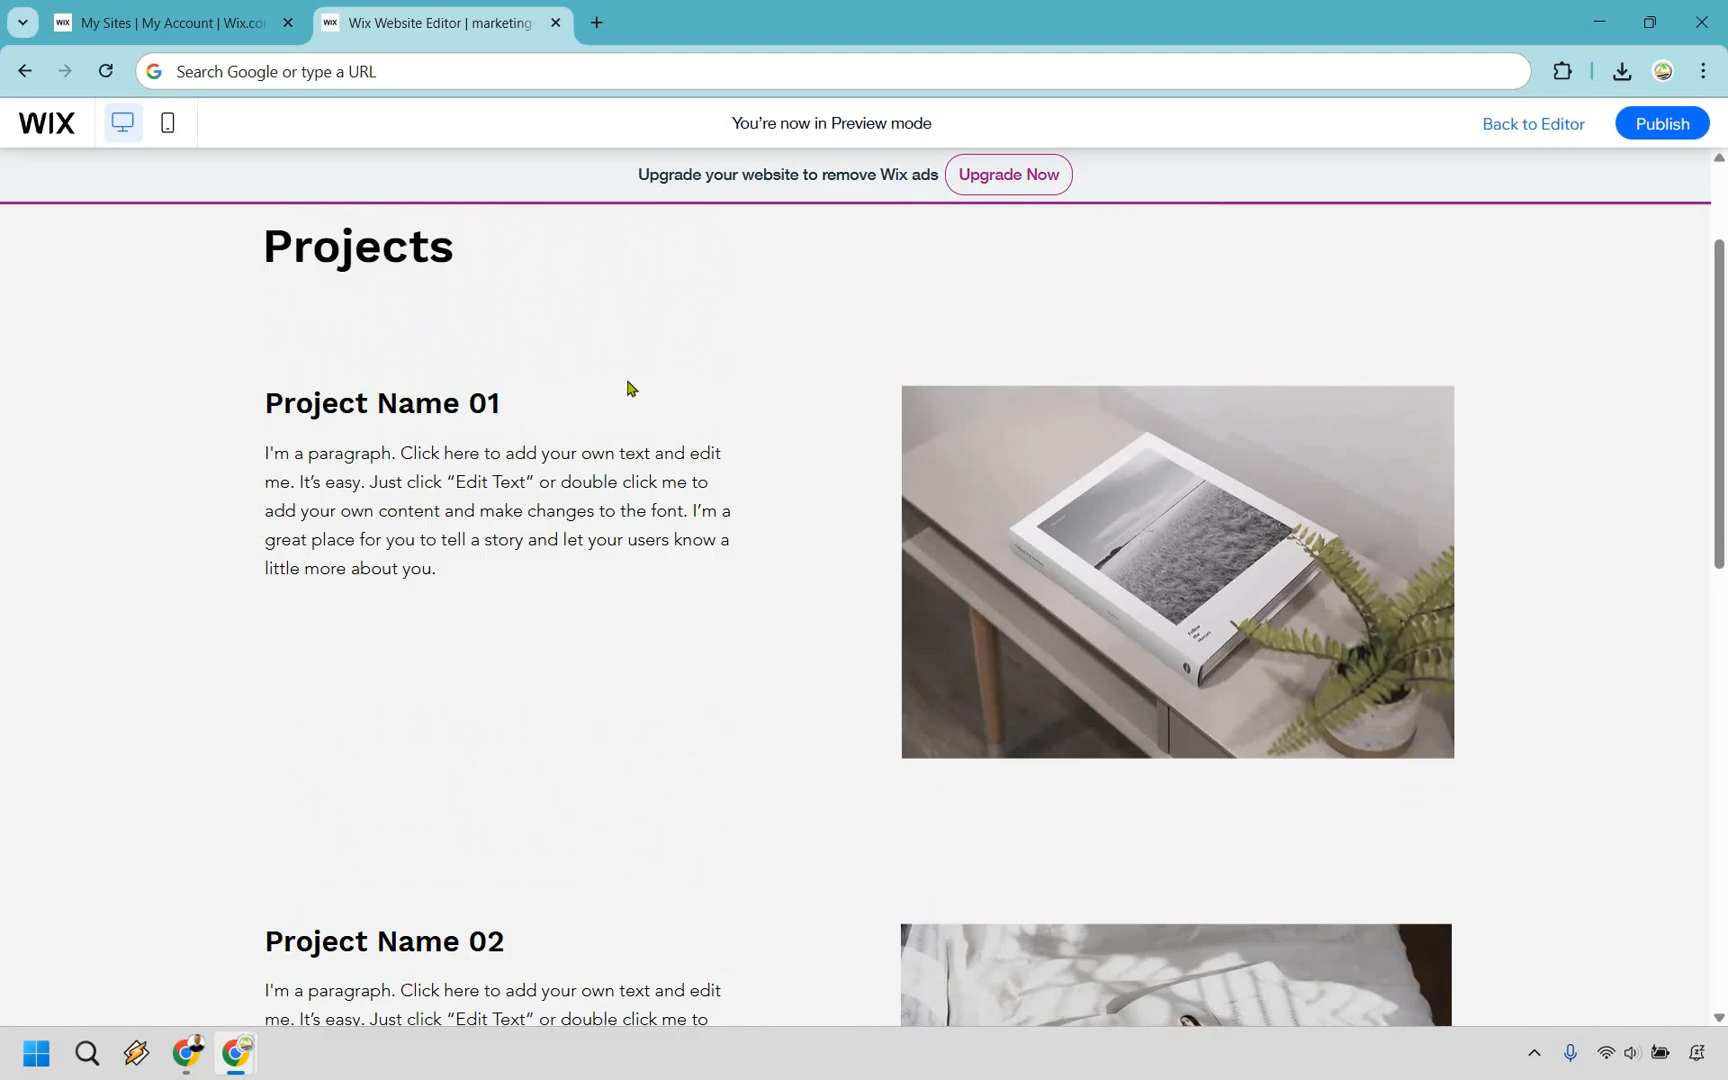 WIX My Sites | My Account | Wix.co
WIX Wix Website Editor | marketing-
Search Google or type a URL
WIX
You're now in Preview mode
Back to Editor
Publish
Upgrade your website to remove Wix ads
Upgrade Now
Projects
Project Name 01
I'm a paragraph. Click here to add your own text and edit
me. It’s easy. Just click “Edit Text” or double click me to
add your own content and make changes to the font. I’m a
great place for you to tell a story and let your users know a
little more about you.
Follow
the
Horses
Project Name 02
I'm a paragraph. Click here to add your own text and edit
me. It’s easy. Just click “Edit Text” or double click me to